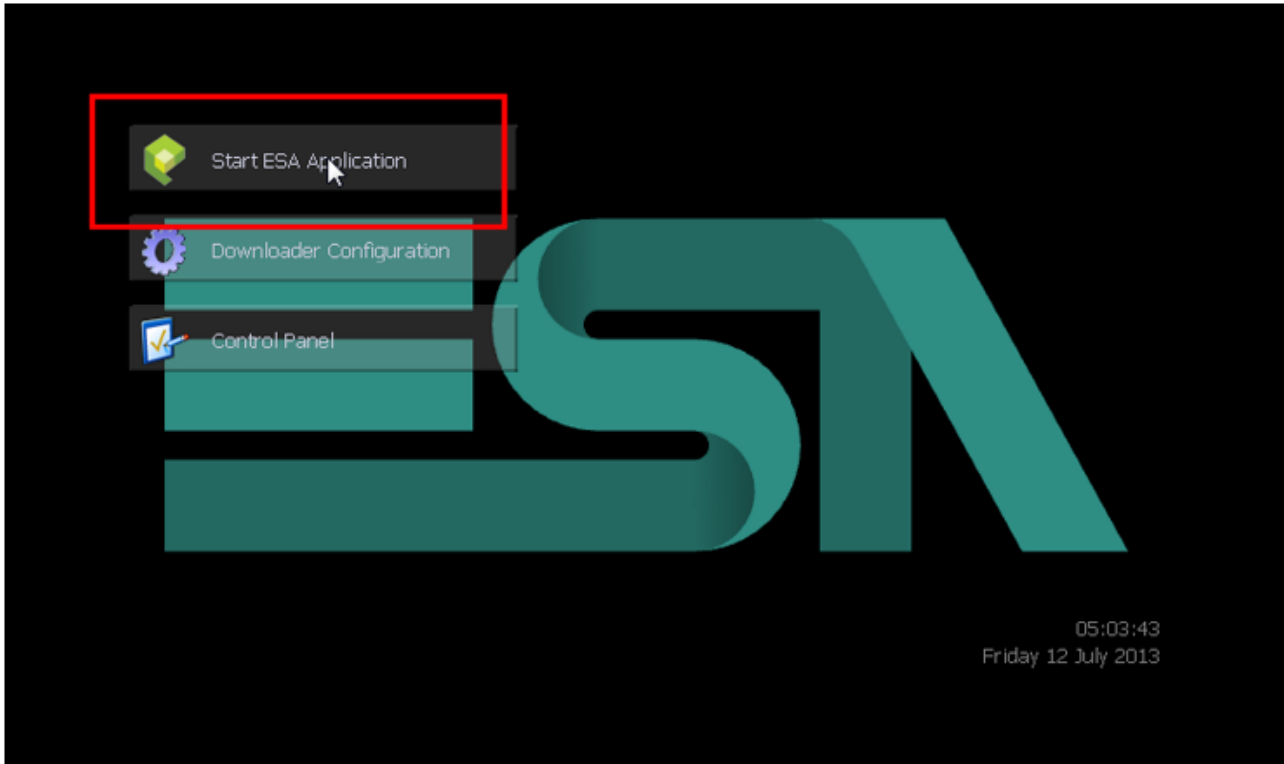 Start ESA Application
Downloader Configuration
Control Panel
ESA
05:03:43
Friday 12 July 2013